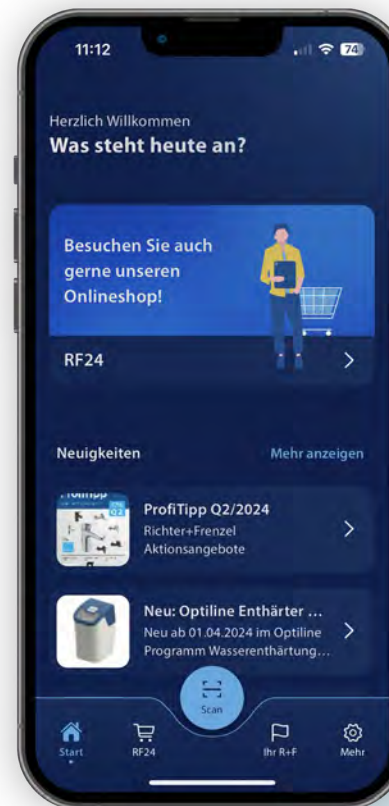 11:12
74
Herzlich Willkommen
Was steht heute an?
Besuchen Sie auch
gerne unseren
Onlineshop!
RF24
Neuigkeiten
Mehr anzeigen
ProfiTipp
Q2
ProfiTipp Q2/2024
Richter+Frenzel
Aktionsangebote
Neu: Optiline Enthärter ...
Neu ab 01.04.2024 im Optiline
Programm Wasserenthärtung...
Scan
Start
RF24
Ihr R+F
Mehr